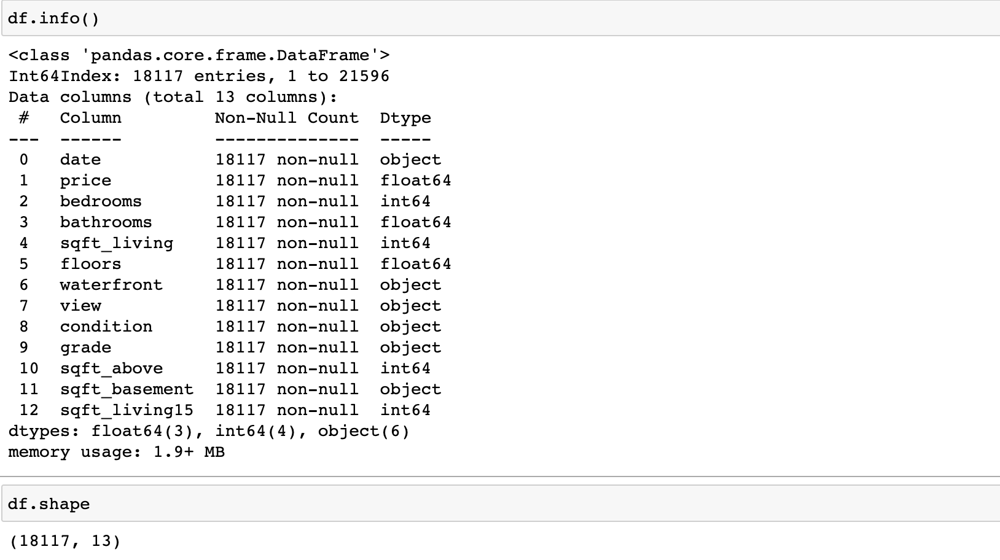 df.info()
<class 'pandas.core.frame.DataFrame'>
Int64Index: 18117 entries, 1 to 21596
Data columns (total 13 columns):
 #   Column         Non-Null Count  Dtype
---  ------         --------------  -----
 0   date           18117 non-null  object
 1   price          18117 non-null  float64
 2   bedrooms       18117 non-null  int64
 3   bathrooms      18117 non-null  float64
 4   sqft_living    18117 non-null  int64
 5   floors         18117 non-null  float64
 6   waterfront     18117 non-null  object
 7   view           18117 non-null  object
 8   condition      18117 non-null  object
 9   grade          18117 non-null  object
 10  sqft_above     18117 non-null  int64
 11  sqft_basement  18117 non-null  object
 12  sqft_living15  18117 non-null  int64
dtypes: float64(3), int64(4), object(6)
memory usage: 1.9+ MB
df.shape
(18117, 13)